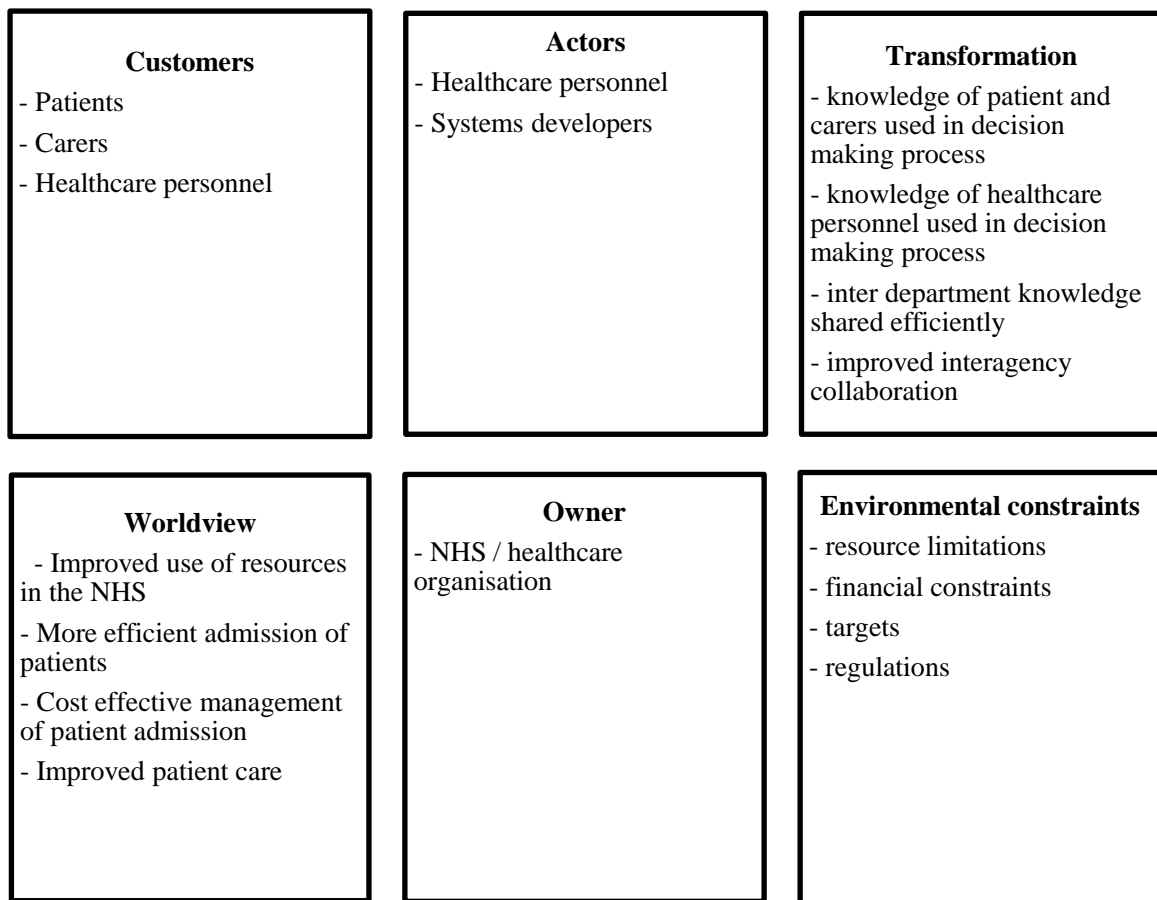 Customers
- Patients
- Carers
- Healthcare personnel
Actors
- Healthcare personnel
- Systems developers
Transformation
- knowledge of patient and
carers used in decision
making process
- knowledge of healthcare
personnel used in decision
making process
- inter department knowledge
shared efficiently
- improved interagency
collaboration
Worldview
- Improved use of resources
in the NHS
- More efficient admission of
patients
- Cost effective management
of patient admission
- Improved patient care
Owner
- NHS / healthcare
organisation
Environmental constraints
- resource limitations
- financial constraints
- targets
- regulations